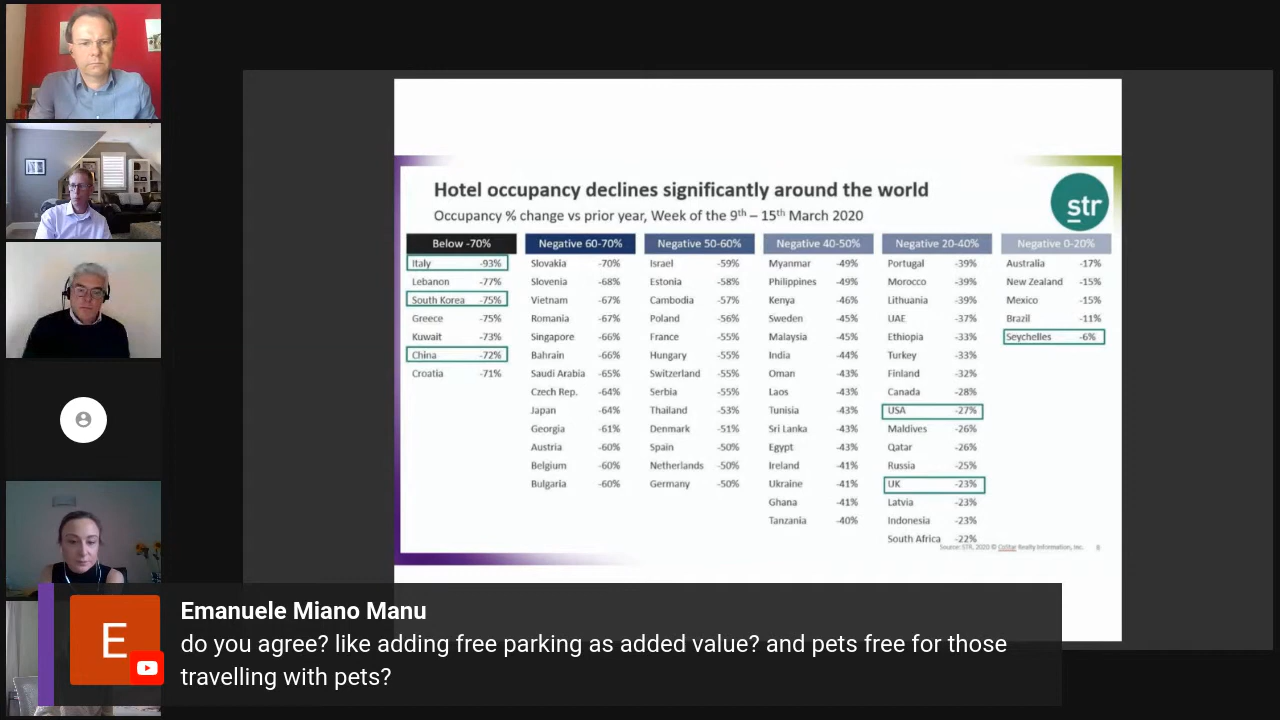 Hotel occupancy declines significantly around the world
Occupancy % change vs prior year, Week of the 9th – 15th March 2020
str
Below -70%
Italy -93%
Lebanon -77%
South Korea -75%
Greece -75%
Kuwait -73%
China -72%
Croatia -71%
Negative 60-70%
Slovakia -70%
Slovenia -68%
Vietnam -67%
Romania -67%
Singapore -66%
Bahrain -66%
Saudi Arabia -65%
Czech Rep. -64%
Japan -64%
Georgia -61%
Austria -60%
Belgium -60%
Bulgaria -60%
Negative 50-60%
Israel -59%
Estonia -58%
Cambodia -57%
Poland -56%
France -55%
Hungary -55%
Switzerland -55%
Serbia -55%
Thailand -53%
Denmark -51%
Spain -50%
Netherlands -50%
Germany -50%
Negative 40-50%
Myanmar -49%
Philippines -49%
Kenya -46%
Sweden -45%
Malaysia -45%
India -44%
Oman -43%
Laos -43%
Tunisia -43%
Sri Lanka -43%
Egypt -43%
Ireland -41%
Ukraine -41%
Ghana -41%
Tanzania -40%
Negative 20-40%
Portugal -39%
Morocco -39%
Lithuania -39%
UAE -37%
Ethiopia -33%
Turkey -33%
Finland -32%
Canada -28%
USA -27%
Maldives -26%
Qatar -26%
Russia -25%
UK -23%
Latvia -23%
Indonesia -23%
South Africa -22%
Negative 0-20%
Australia -17%
New Zealand -15%
Mexico -15%
Brazil -11%
Seychelles -6%
Source: STR, 2020 © CoStar Realty Information, Inc. 8
E
Emanuele Miano Manu
do you agree? like adding free parking as added value? and pets free for those
travelling with pets?